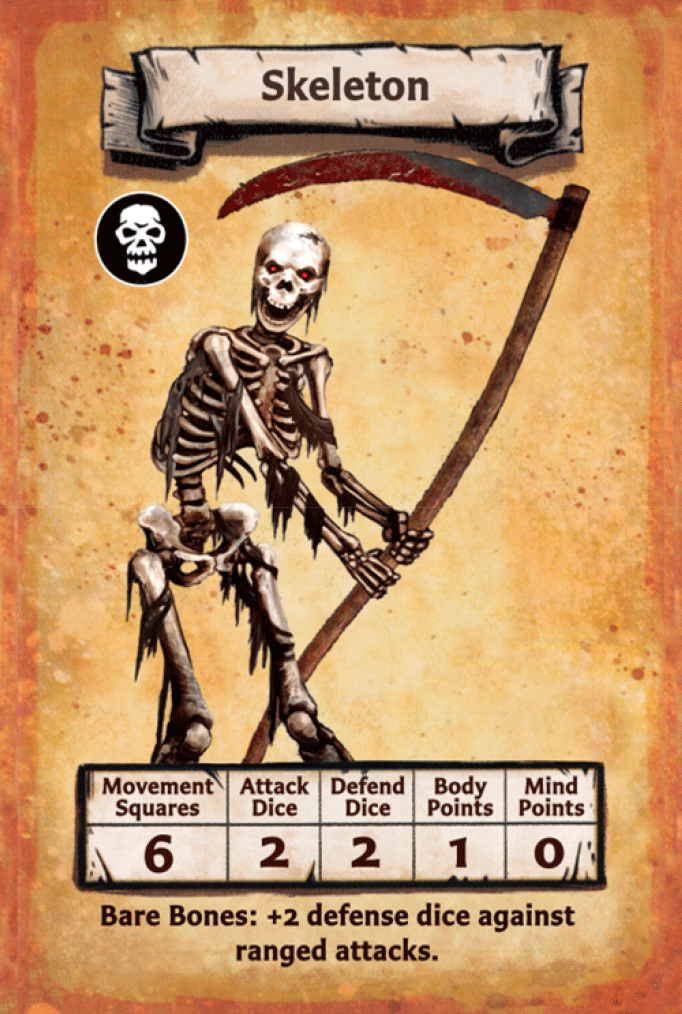 Skeleton
Movement Squares
Attack Dice
Defend Dice
Body Points
Mind Points
6 2 2 1 0
Bare Bones: +2 defense dice against
ranged attacks.